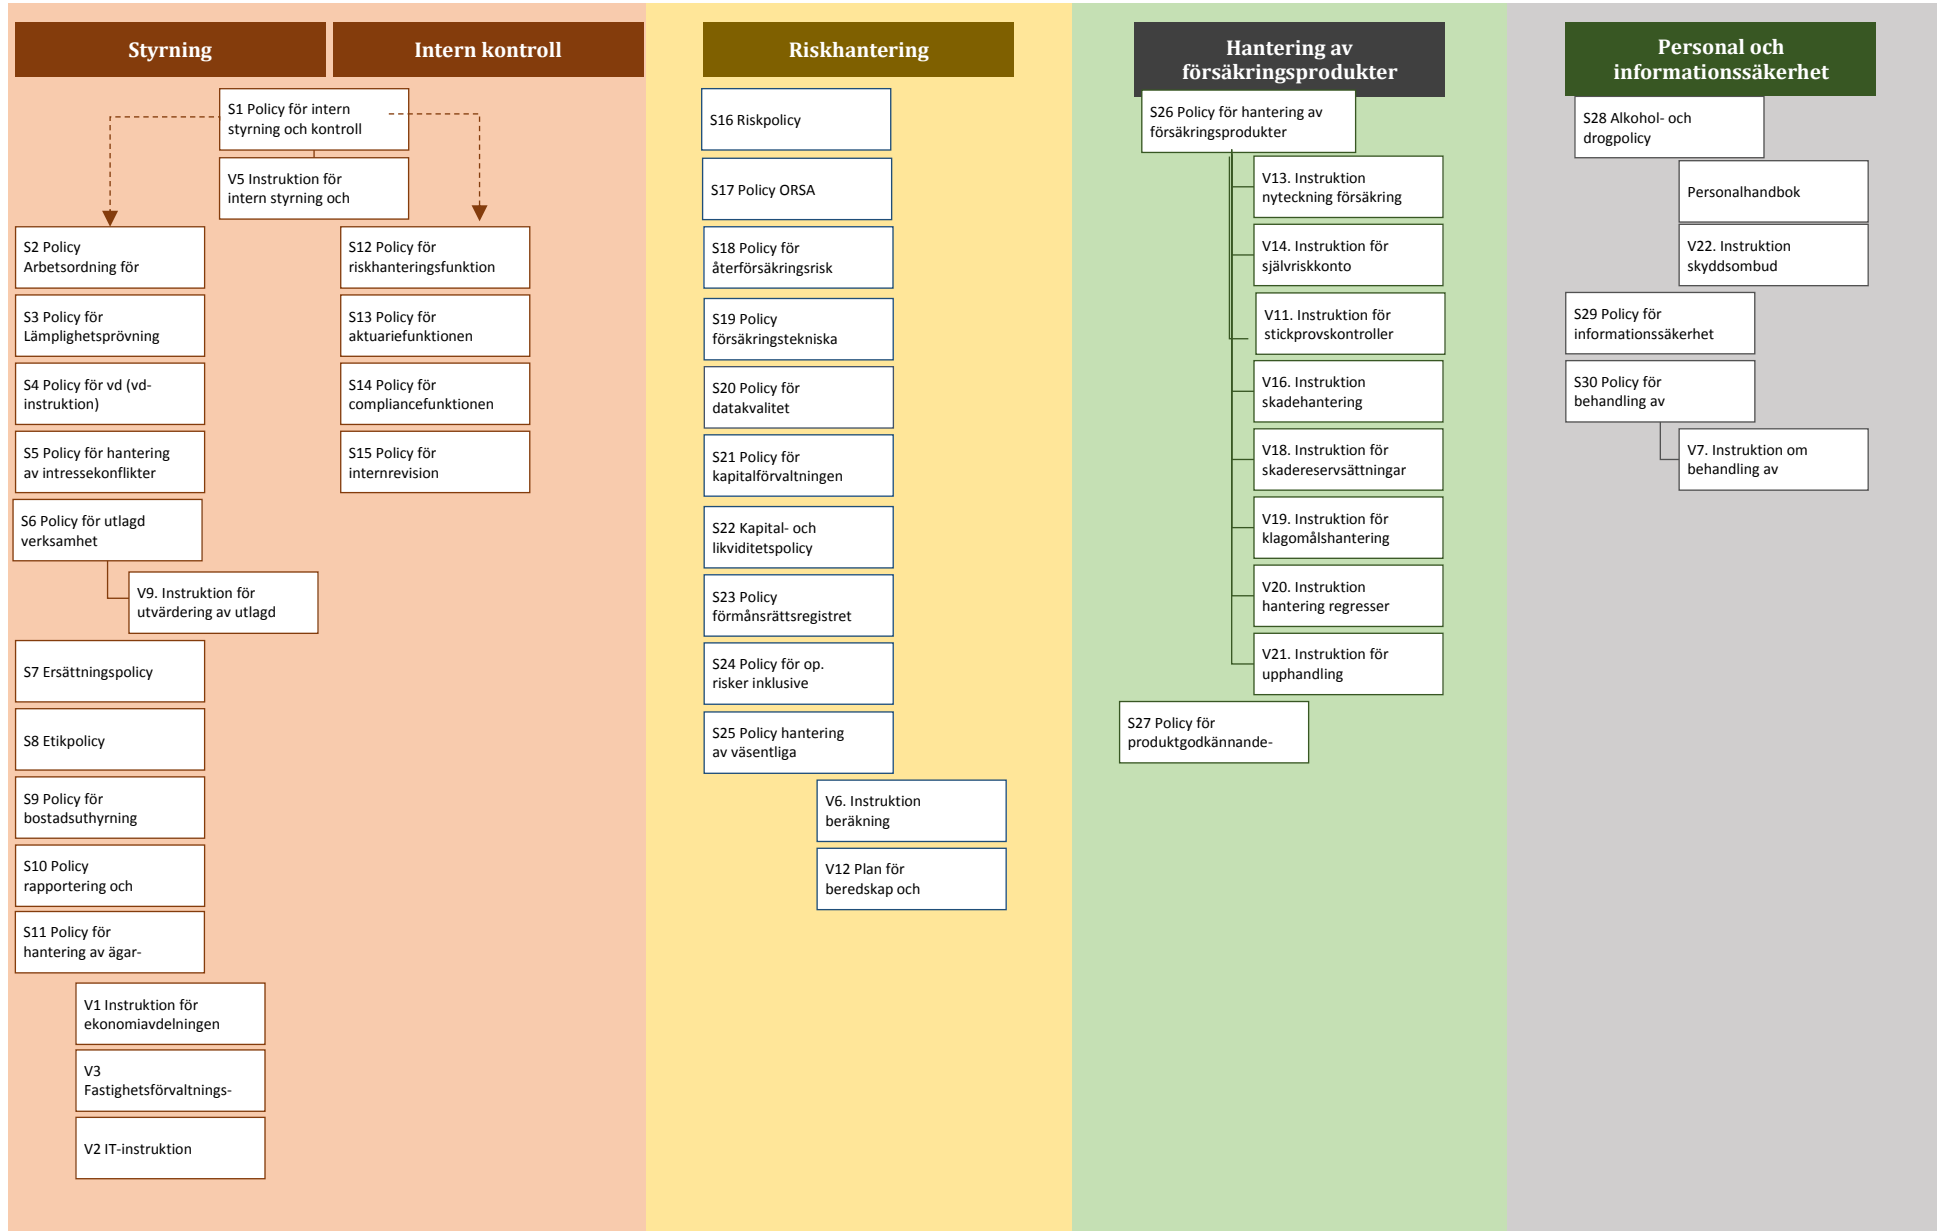 Styrning
Intern kontroll
S1 Policy för intern
styrning och kontroll
V5 Instruktion för
intern styrning och
S2 Policy
Arbetsordning för
S3 Policy för
Lämplighetsprövning
S4 Policy för vd (vd-
instruktion)
S5 Policy för hantering
av intressekonflikter
S6 Policy för utlagd
verksamhet
V9. Instruktion för
utvärdering av utlagd
S7 Ersättningspolicy
S8 Etikpolicy
S9 Policy för
bostadsuthyrning
S10 Policy
rapportering och
S11 Policy för
hantering av ägar-
V1 Instruktion för
ekonomiavdelningen
V3
Fastighetsförvaltnings-
V2 IT-instruktion
S12 Policy för
riskhanteringsfunktion
S13 Policy för
aktuariefunktionen
S14 Policy för
compliancefunktionen
S15 Policy för
internrevision
Riskhantering
S16 Riskpolicy
S17 Policy ORSA
S18 Policy för
återförsäkringsrisk
S19 Policy
försäkringstekniska
S20 Policy för
datakvalitet
S21 Policy för
kapitalförvaltningen
S22 Kapital- och
likviditetspolicy
S23 Policy
förmånsrättsregistret
S24 Policy för op.
risker inklusive
S25 Policy hantering
av väsentliga
V6. Instruktion
beräkning
V12 Plan för
beredskap och
Hantering av
försäkringsprodukter
S26 Policy för hantering av
försäkringsprodukter
V13. Instruktion
nyteckning försäkring
V14. Instruktion för
självriskkonto
V11. Instruktion för
stickprovskontroller
V16. Instruktion
skadehantering
V18. Instruktion för
skadereservsättningar
V19. Instruktion för
klagomålshantering
V20. Instruktion
hantering regresser
V21. Instruktion för
upphandling
S27 Policy för
produktgodkännande-
Personal och
informationssäkerhet
S28 Alkohol- och
drogpolicy
Personalhandbok
V22. Instruktion
skyddsombud
S29 Policy för
informationssäkerhet
S30 Policy för
behandling av
V7. Instruktion om
behandling av